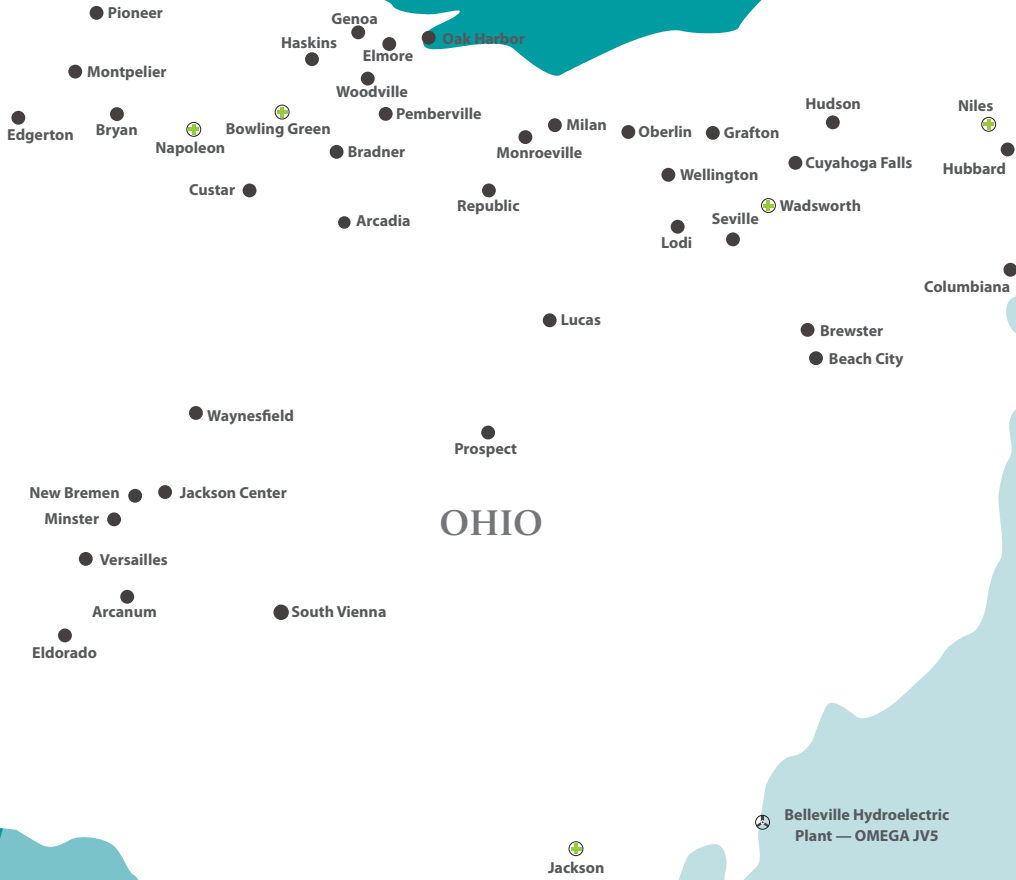 Pioneer
Genoa
Oak Harbor
Haskins
Elmore
Montpelier
Woodville
Hudson
Niles
Pemberville
Milan
Edgerton
Bryan
Bowling Green
Oberlin
Grafton
Napoleon
Bradner
Monroeville
Cuyahoga Falls
Hubbard
Wellington
Custar
Republic
Wadsworth
Arcadia
Seville
Lodi
Columbiana
Lucas
Brewster
Beach City
Waynesfield
Prospect
New Bremen
Jackson Center
Minster
OHIO
Versailles
Arcanum
South Vienna
Eldorado
Belleville Hydroelectric
Plant — OMEGA JV5
Jackson